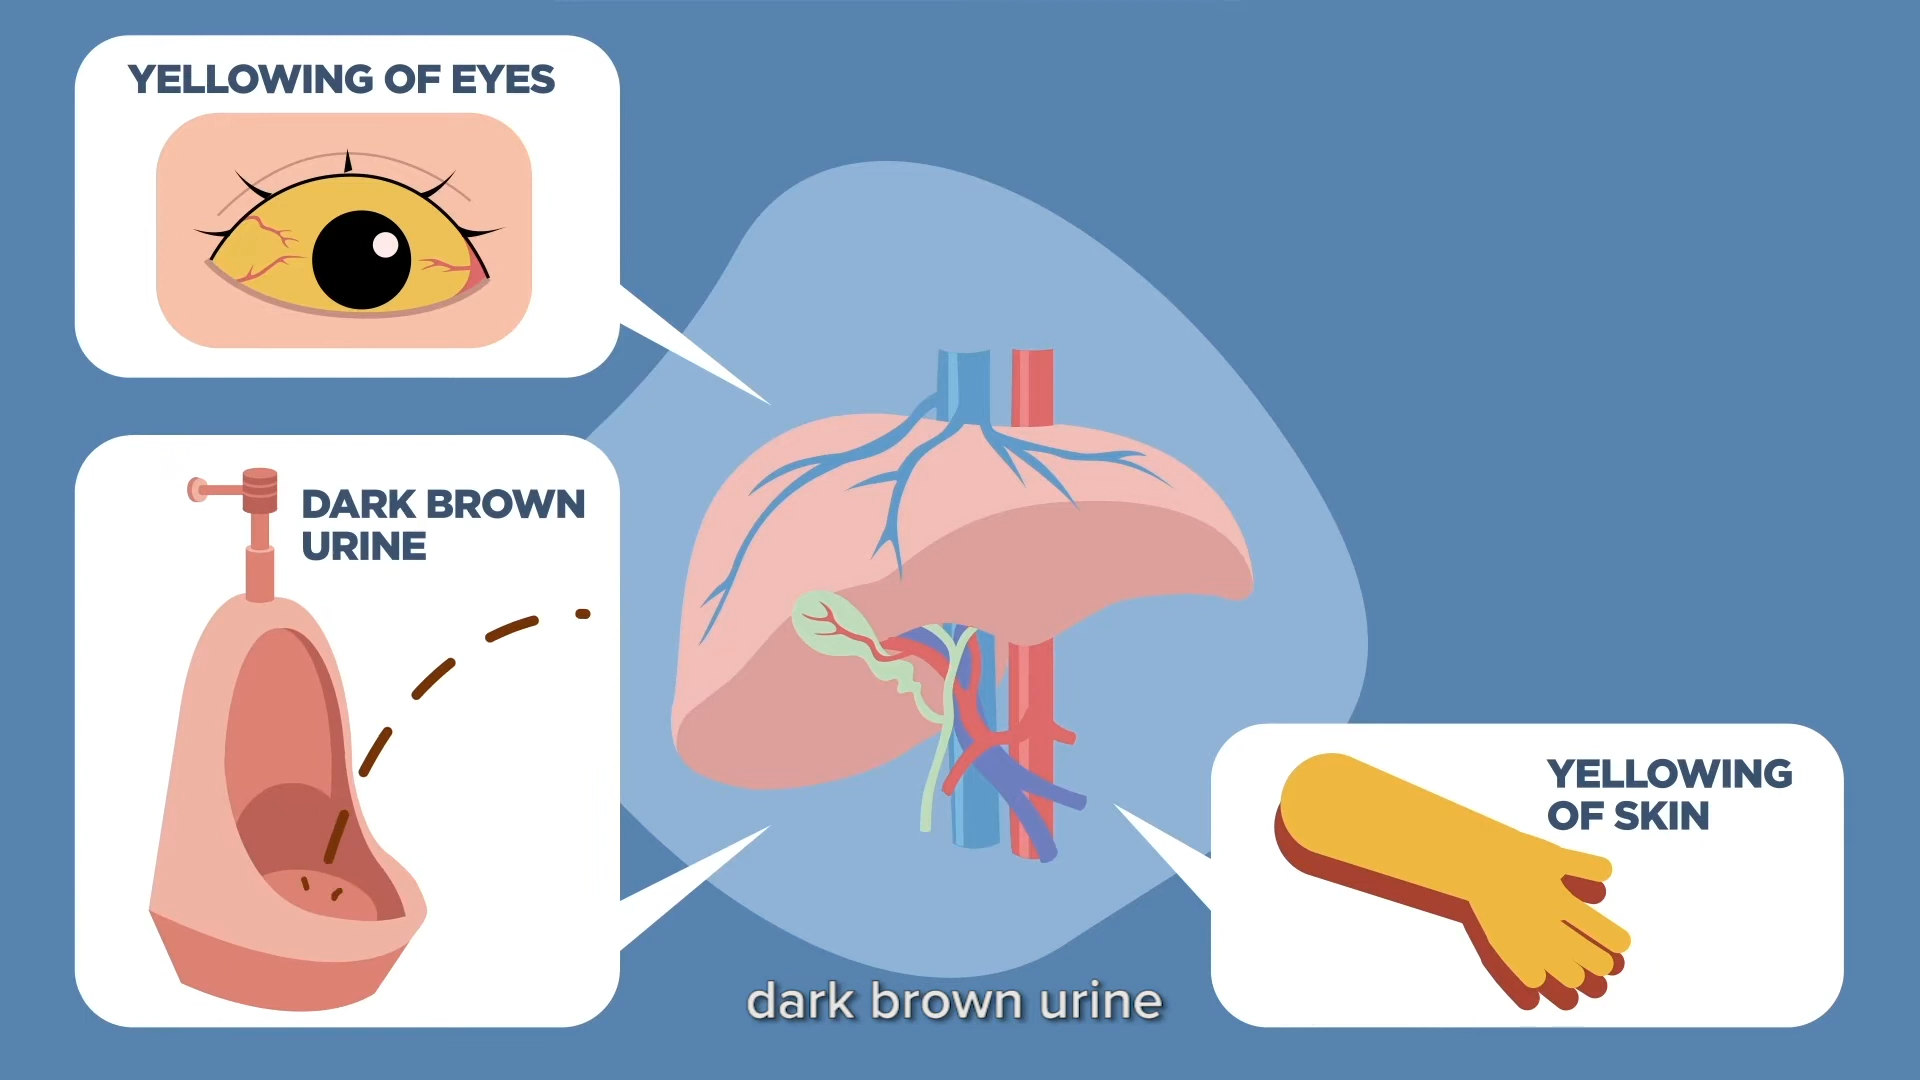 YELLOWING OF EYES
DARK BROWN
URINE
YELLOWING
OF SKIN
dark brown urine